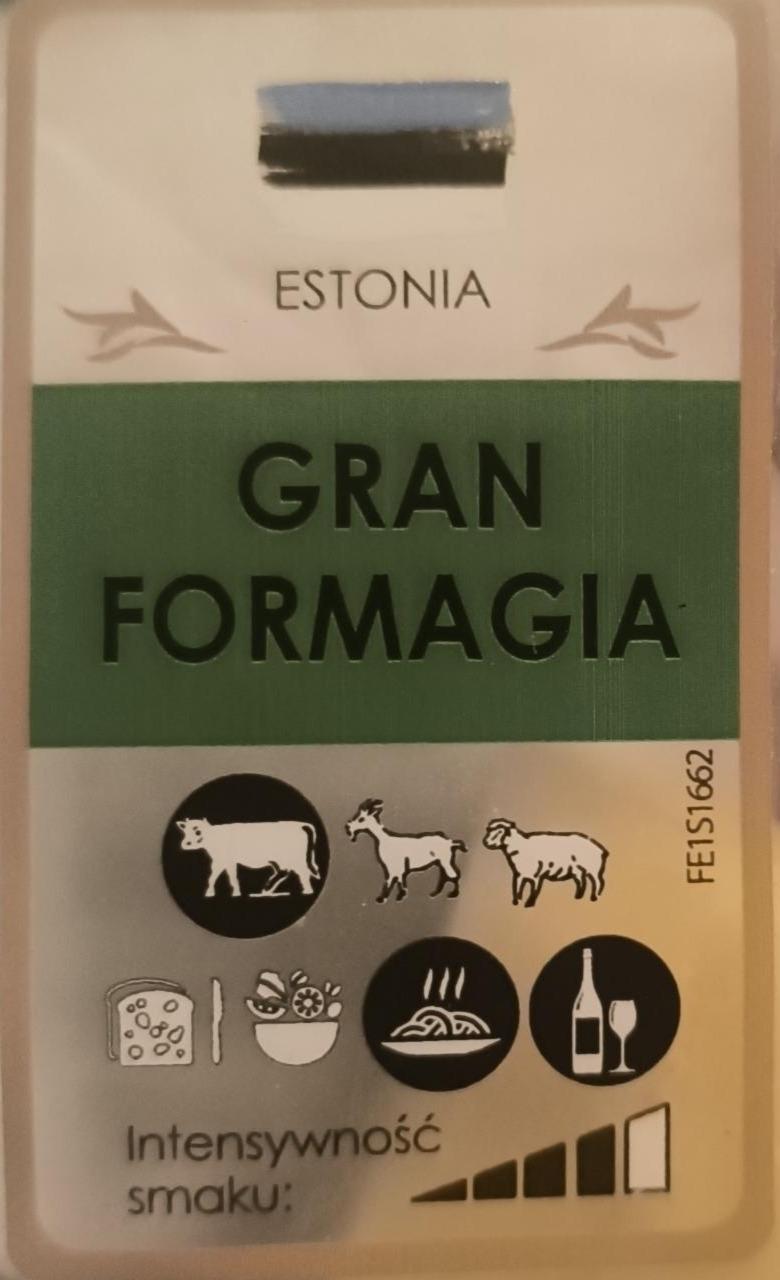 ESTONIA
GRAN
FORMAGIA
FE1S1662
Intensywność
smaku: